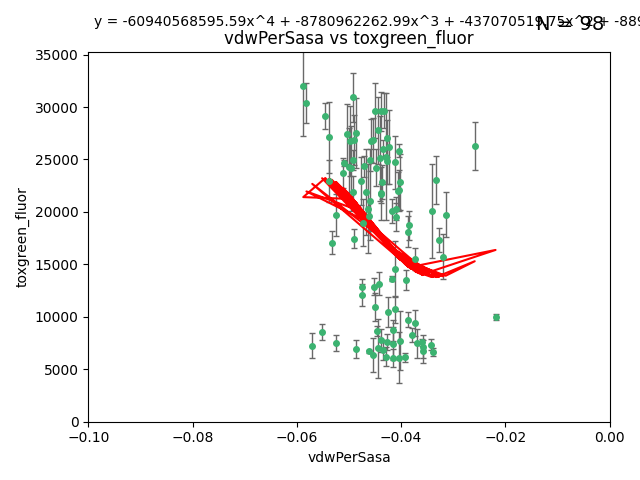 y = -60940568595.59x^4 + -8780962262.99x^3 + -437070519.75x^2 + -889
N = 98
vdwPerSasa vs toxgreen_fluor
35000
30000
25000
20000
15000
10000
5000
0
toxgreen_fluor
−0.10
−0.08
−0.06
−0.04
−0.02
0.00
vdwPerSasa